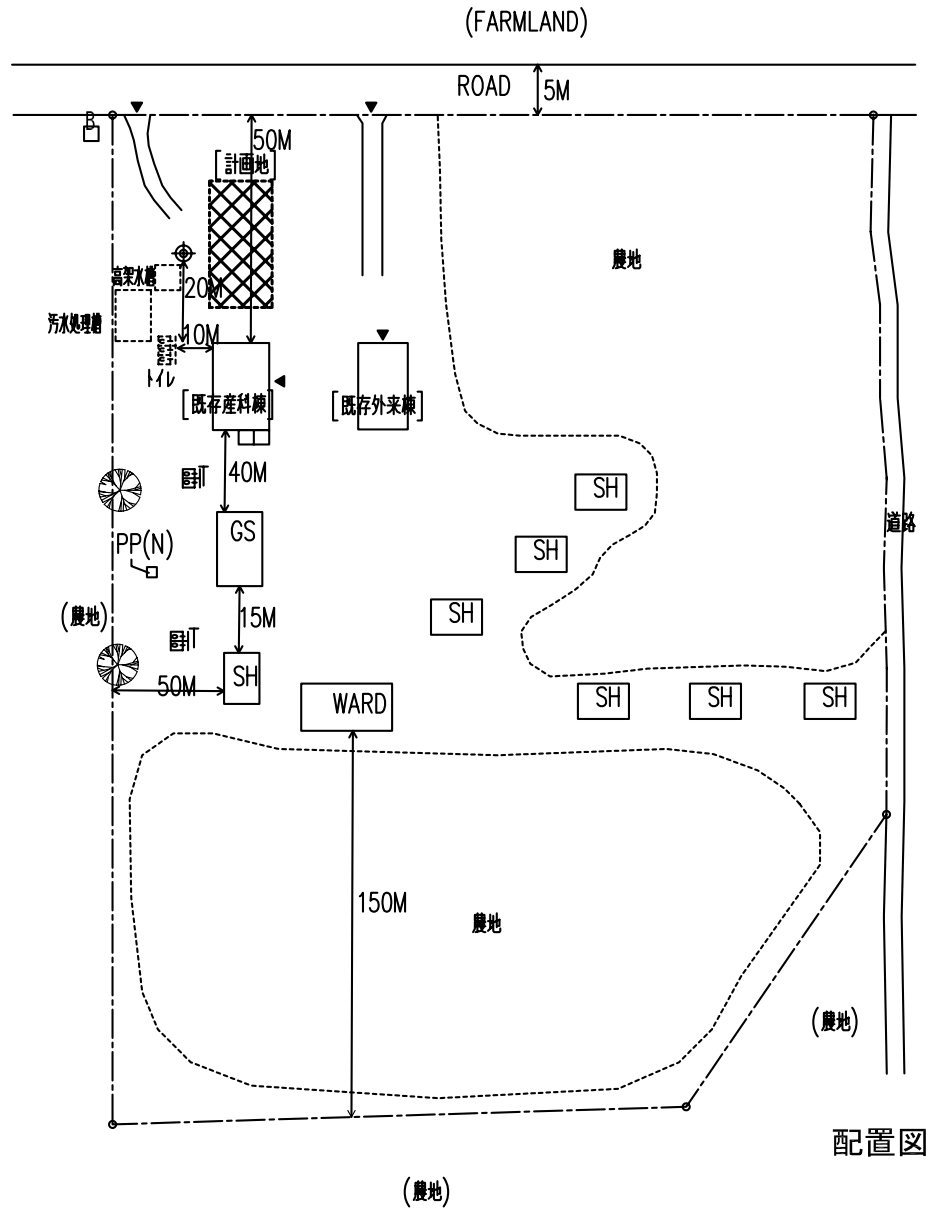 (FARMLAND)
ROAD
5M
B
50M
[計画地]
農地
高架水槽
20M
汚水処理槽
10M
トイレ
[既存産科棟]
[既存外来棟]
40M
SH
GS
道路
PP(N)
SH
(農地)
15M
SH
50M
SH
WARD
SH
SH
SH
150M
農地
(農地)
配置図
(農地)